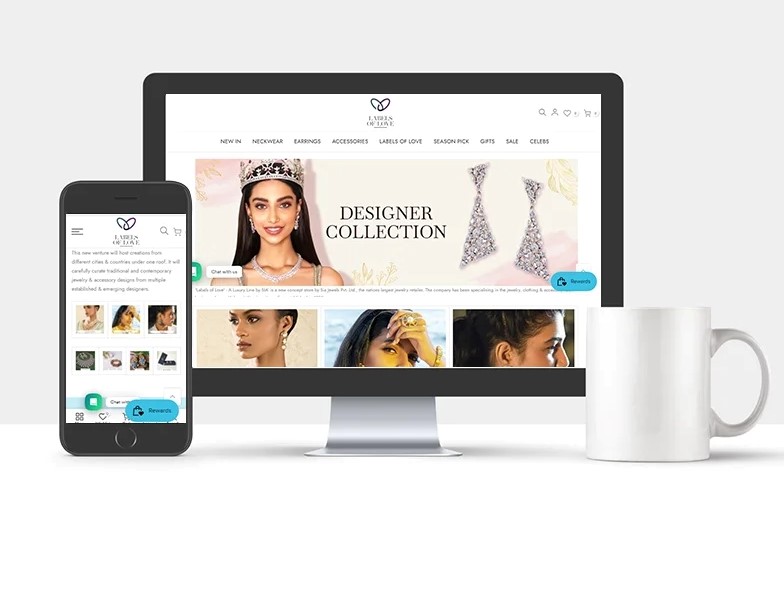 LABELS
OF LOVE
NEW IN NECKWEAR EARRINGS ACCESSORIES LABELS OF LOVE SEASON PICK GIFTS SALE CELEBS
DESIGNER
COLLECTION
Chat with us
Rewards
'Labels of Love' - A Luxury Line by SIA' is a new concept store by Sia Jewels Pvt. Ltd., the nations largest jewelry retailer. The company has been specialising in the jewelry, clothing &
LABELS
OF LOVE
This new venture will host creations from
different cities & countries under one roof. It will
carefully curate traditional and contemporary
jewelry & accessory designs from multiple
established & emerging designers.
Chat with
Rewards